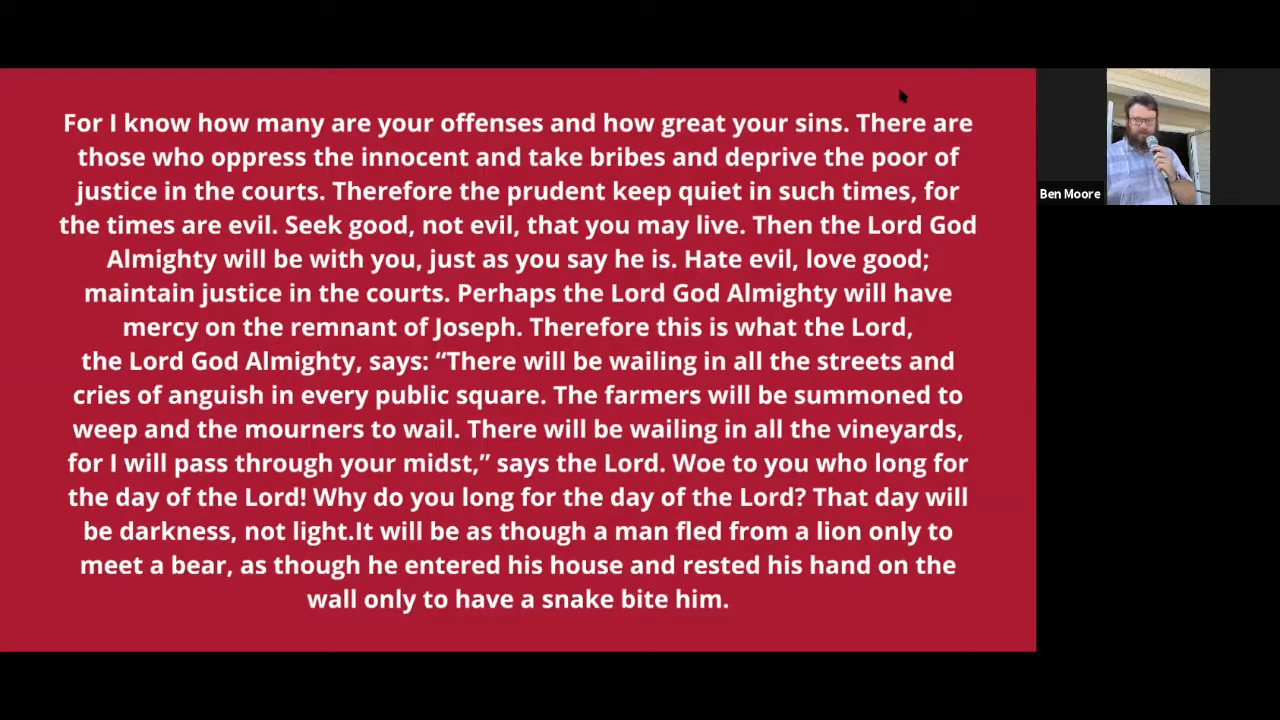 For I know how many are your offenses and how great your sins. There are
those who oppress the innocent and take bribes and deprive the poor of
justice in the courts. Therefore the prudent keep quiet in such times, for
the times are evil. Seek good, not evil, that you may live. Then the Lord God
Almighty will be with you, just as you say he is. Hate evil, love good;
maintain justice in the courts. Perhaps the Lord God Almighty will have
mercy on the remnant of Joseph. Therefore this is what the Lord,
the Lord God Almighty, says: “There will be wailing in all the streets and
cries of anguish in every public square. The farmers will be summoned to
weep and the mourners to wail. There will be wailing in all the vineyards,
for I will pass through your midst,” says the Lord. Woe to you who long for
the day of the Lord! Why do you long for the day of the Lord? That day will
be darkness, not light.It will be as though a man fled from a lion only to
meet a bear, as though he entered his house and rested his hand on the
wall only to have a snake bite him.
Ben Moore